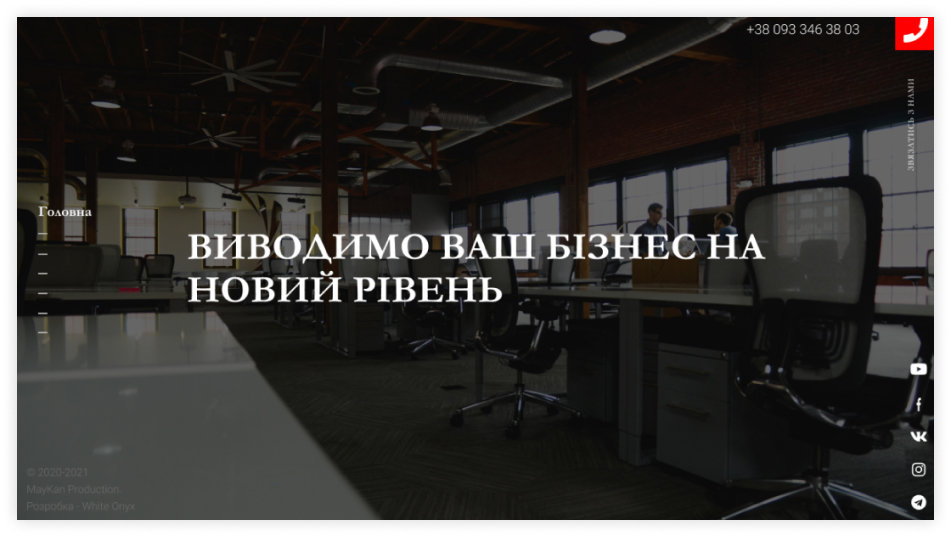 +38 093 346 38 03
ЗВЯЗАТИСЬ З НАМИ
Головна
ВИВОДИМО ВАШ БІЗНЕС НА
НОВИЙ РІВЕНЬ
© 2020-2021
MayKan Production.
Розробка - White Onyx